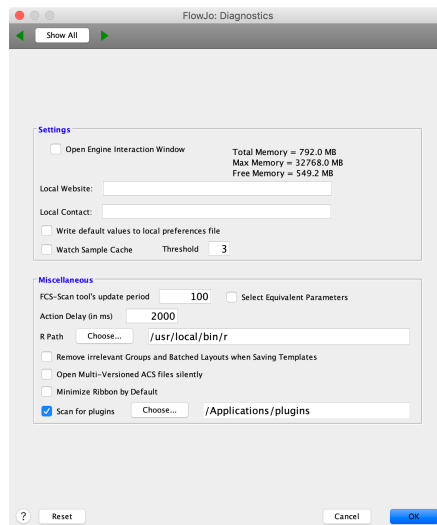 FlowJo: Diagnostics
Show All
Settings
Open Engine Interaction Window
Total Memory = 792.0 MB
Max Memory = 32768.0 MB
Free Memory = 549.2 MB
Local Website:
Local Contact:
Write default values to local preferences file
Watch Sample Cache Threshold 3
Miscellaneous
FCS-Scan tool's update period 100 Select Equivalent Parameters
Action Delay (in ms) 2000
R Path Choose... /usr/local/bin/r
Remove irrelevant Groups and Batched Layouts when Saving Templates
Open Multi-Versioned ACS files silently
Minimize Ribbon by Default
Scan for plugins Choose... /Applications/plugins
? Reset Cancel OK